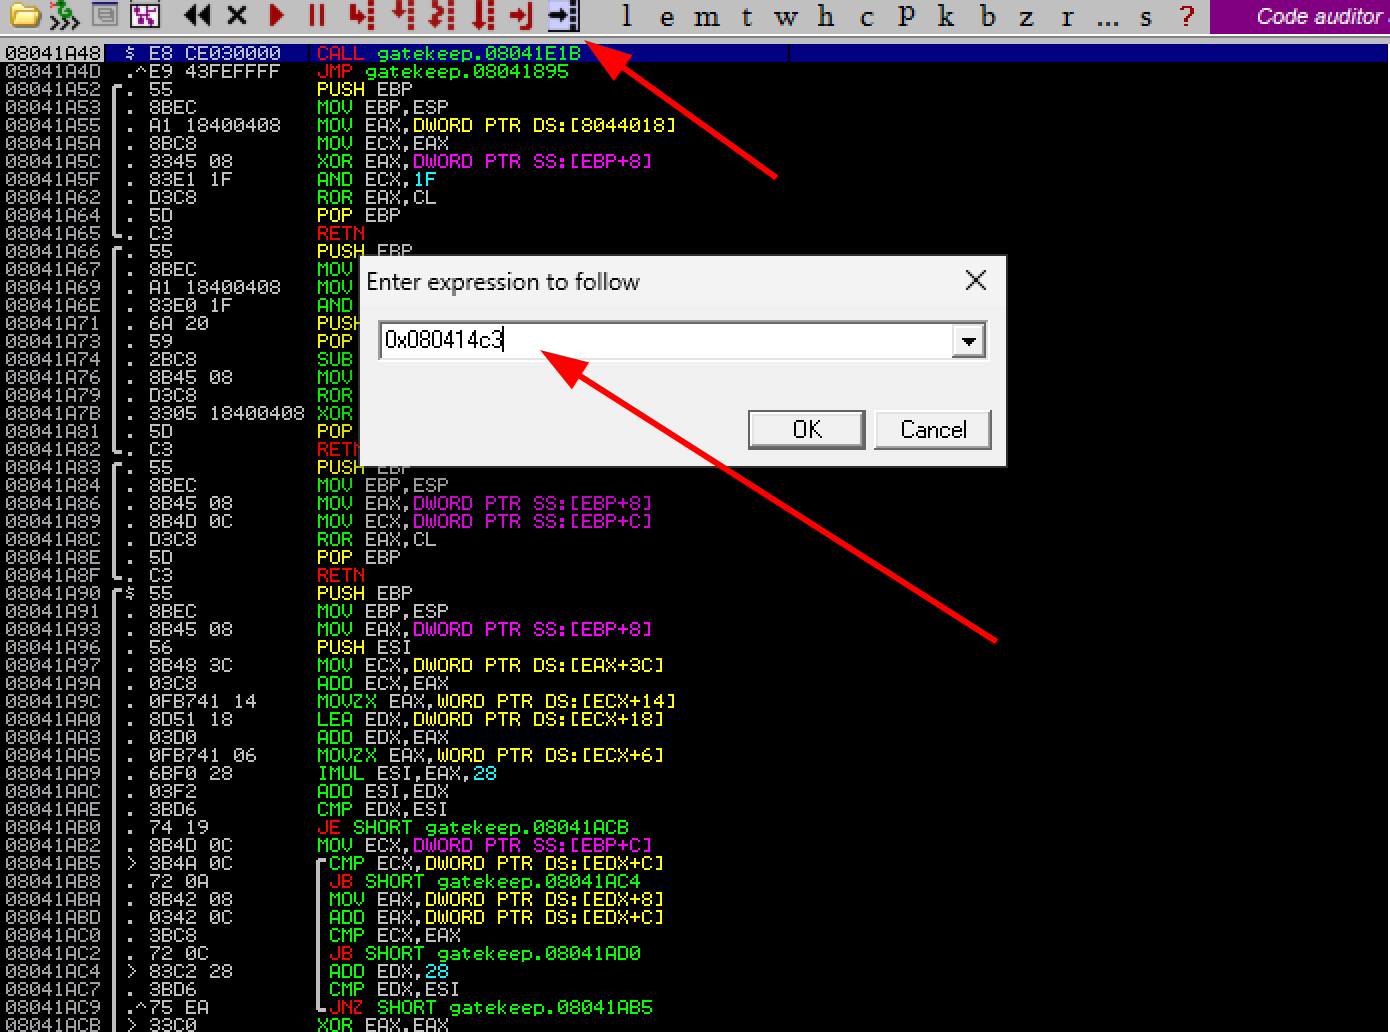 l e m t w h c P k b z r ... s ? Code auditor
08041A48 $ E8 CE030000 CALL gatekeep.08041E1B
08041A4D .^E9 43FEFFFF JMP gatekeep.08041895
08041A52 . 55 PUSH EBP
08041A53 . 8BEC MOV EBP,ESP
08041A55 . A1 18400408 MOV EAX,DWORD PTR DS:[8044018]
08041A5A . 8BC8 MOV ECX,EAX
08041A5C . 3345 08 XOR EAX,DWORD PTR SS:[EBP+8]
08041A5F . 83E1 1F AND ECX,1F
08041A62 . D3C8 ROR EAX,CL
08041A64 . 5D POP EBP
08041A65 . C3 RETN
08041A66 . 55 PUSH EBP
08041A67 . 8BEC MOV
08041A69 . A1 18400408 MOV
08041A6E . 83E0 1F AND
08041A71 . 6A 20 PUSH
08041A73 . 59 POP
08041A74 . 2BC8 SUB
08041A76 . 8B45 08 MOV
08041A79 . D3C8 ROR
08041A7B . 3305 18400408 XOR
08041A81 . 5D POP
08041A82 . C3 RETN
Enter expression to follow
0x080414c3
OK Cancel
08041A83 . 55 PUSH EBP
08041A84 . 8BEC MOV EBP,ESP
08041A86 . 8B45 08 MOV EAX,DWORD PTR SS:[EBP+8]
08041A89 . 8B4D 0C MOV ECX,DWORD PTR SS:[EBP+C]
08041A8C . D3C8 ROR EAX,CL
08041A8E . 5D POP EBP
08041A8F . C3 RETN
08041A90 $ 55 PUSH EBP
08041A91 . 8BEC MOV EBP,ESP
08041A93 . 8B45 08 MOV EAX,DWORD PTR SS:[EBP+8]
08041A96 . 56 PUSH ESI
08041A97 . 8B48 3C MOV ECX,DWORD PTR DS:[EAX+3C]
08041A9A . 03C8 ADD ECX,EAX
08041A9C . 0FB741 14 MOVZX EAX,WORD PTR DS:[ECX+14]
08041AA0 . 8D51 18 LEA EDX,DWORD PTR DS:[ECX+18]
08041AA3 . 03D0 ADD EDX,EAX
08041AA5 . 0FB741 06 MOVZX EAX,WORD PTR DS:[ECX+6]
08041AA9 . 6BF0 28 IMUL ESI,EAX,28
08041AAC . 03F2 ADD ESI,EDX
08041AAE . 3BD6 CMP EDX,ESI
08041AB0 . 74 19 JE SHORT gatekeep.08041ACB
08041AB2 . 8B4D 0C MOV ECX,DWORD PTR SS:[EBP+C]
08041AB5 > 3B4A 0C CMP ECX,DWORD PTR DS:[EDX+C]
08041AB8 . 72 0A JB SHORT gatekeep.08041AC4
08041ABA . 8B42 08 MOV EAX,DWORD PTR DS:[EDX+8]
08041ABD . 0342 0C ADD EAX,DWORD PTR DS:[EDX+C]
08041AC0 . 3BC8 CMP ECX,EAX
08041AC2 . 72 0C JB SHORT gatekeep.08041AD0
08041AC4 > 83C2 28 ADD EDX,28
08041AC7 . 3BD6 CMP EDX,ESI
08041AC9 .^75 EA JNZ SHORT gatekeep.08041AB5
08041ACB > 33C0 XOR EAX,EAX